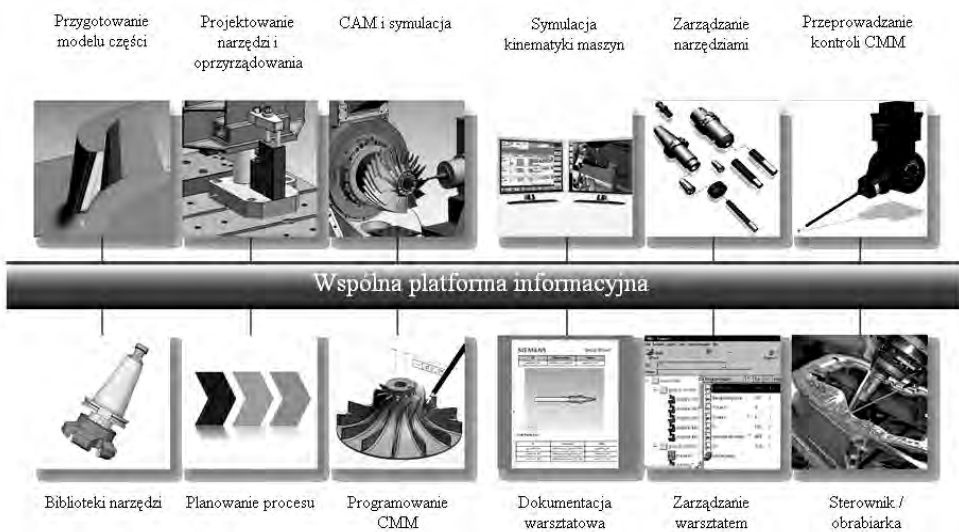 Przygotowanie
modelu części
Projektowanie
narzędzi i
oprzyrządowania
CAM i symulacja
Symulacja
kinematyki maszyn
Zarządzanie
narzędziami
Przeprowadzanie
kontroli CMM
Wspólna platforma informacyjna
SIEMENS
Biblioteki narzędzi
Planowanie procesu
Programowanie
CMM
Dokumentacja
warsztatowa
Zarządzanie
warsztatem
Sterownik /
obrabiarka